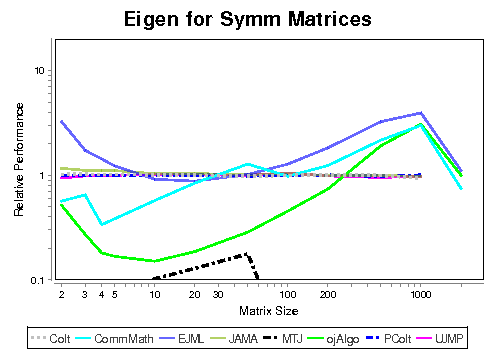 Eigen for Symm Matrices
Relative Performance
10
1
0.1
2 3 4 5 10 20 30 100 200 1000
Matrix Size
Colt CommMath EJML JAMA MTJ ojAlgo PColt UJMP